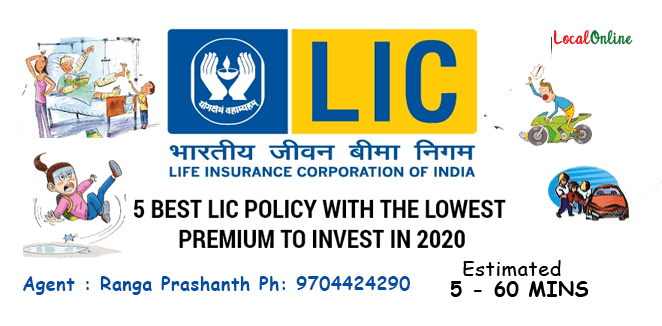 LocalOnline
LIC
योगक्षेमं वहाम्यहम्
भारतीय जीवन बीमा निगम
LIFE INSURANCE CORPORATION OF INDIA
5 BEST LIC POLICY WITH THE LOWEST
PREMIUM TO INVEST IN 2020
Agent : Ranga Prashanth Ph: 9704424290
Estimated
5 - 60 MINS